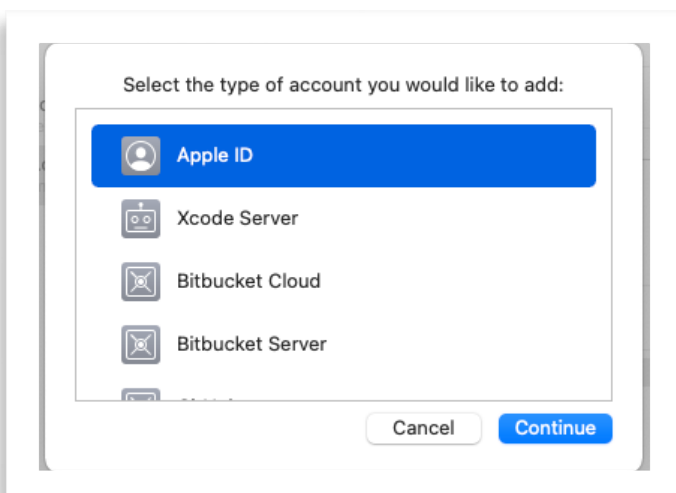 Select the type of account you would like to add:
Apple ID
Xcode Server
Bitbucket Cloud
Bitbucket Server
Cancel
Continue